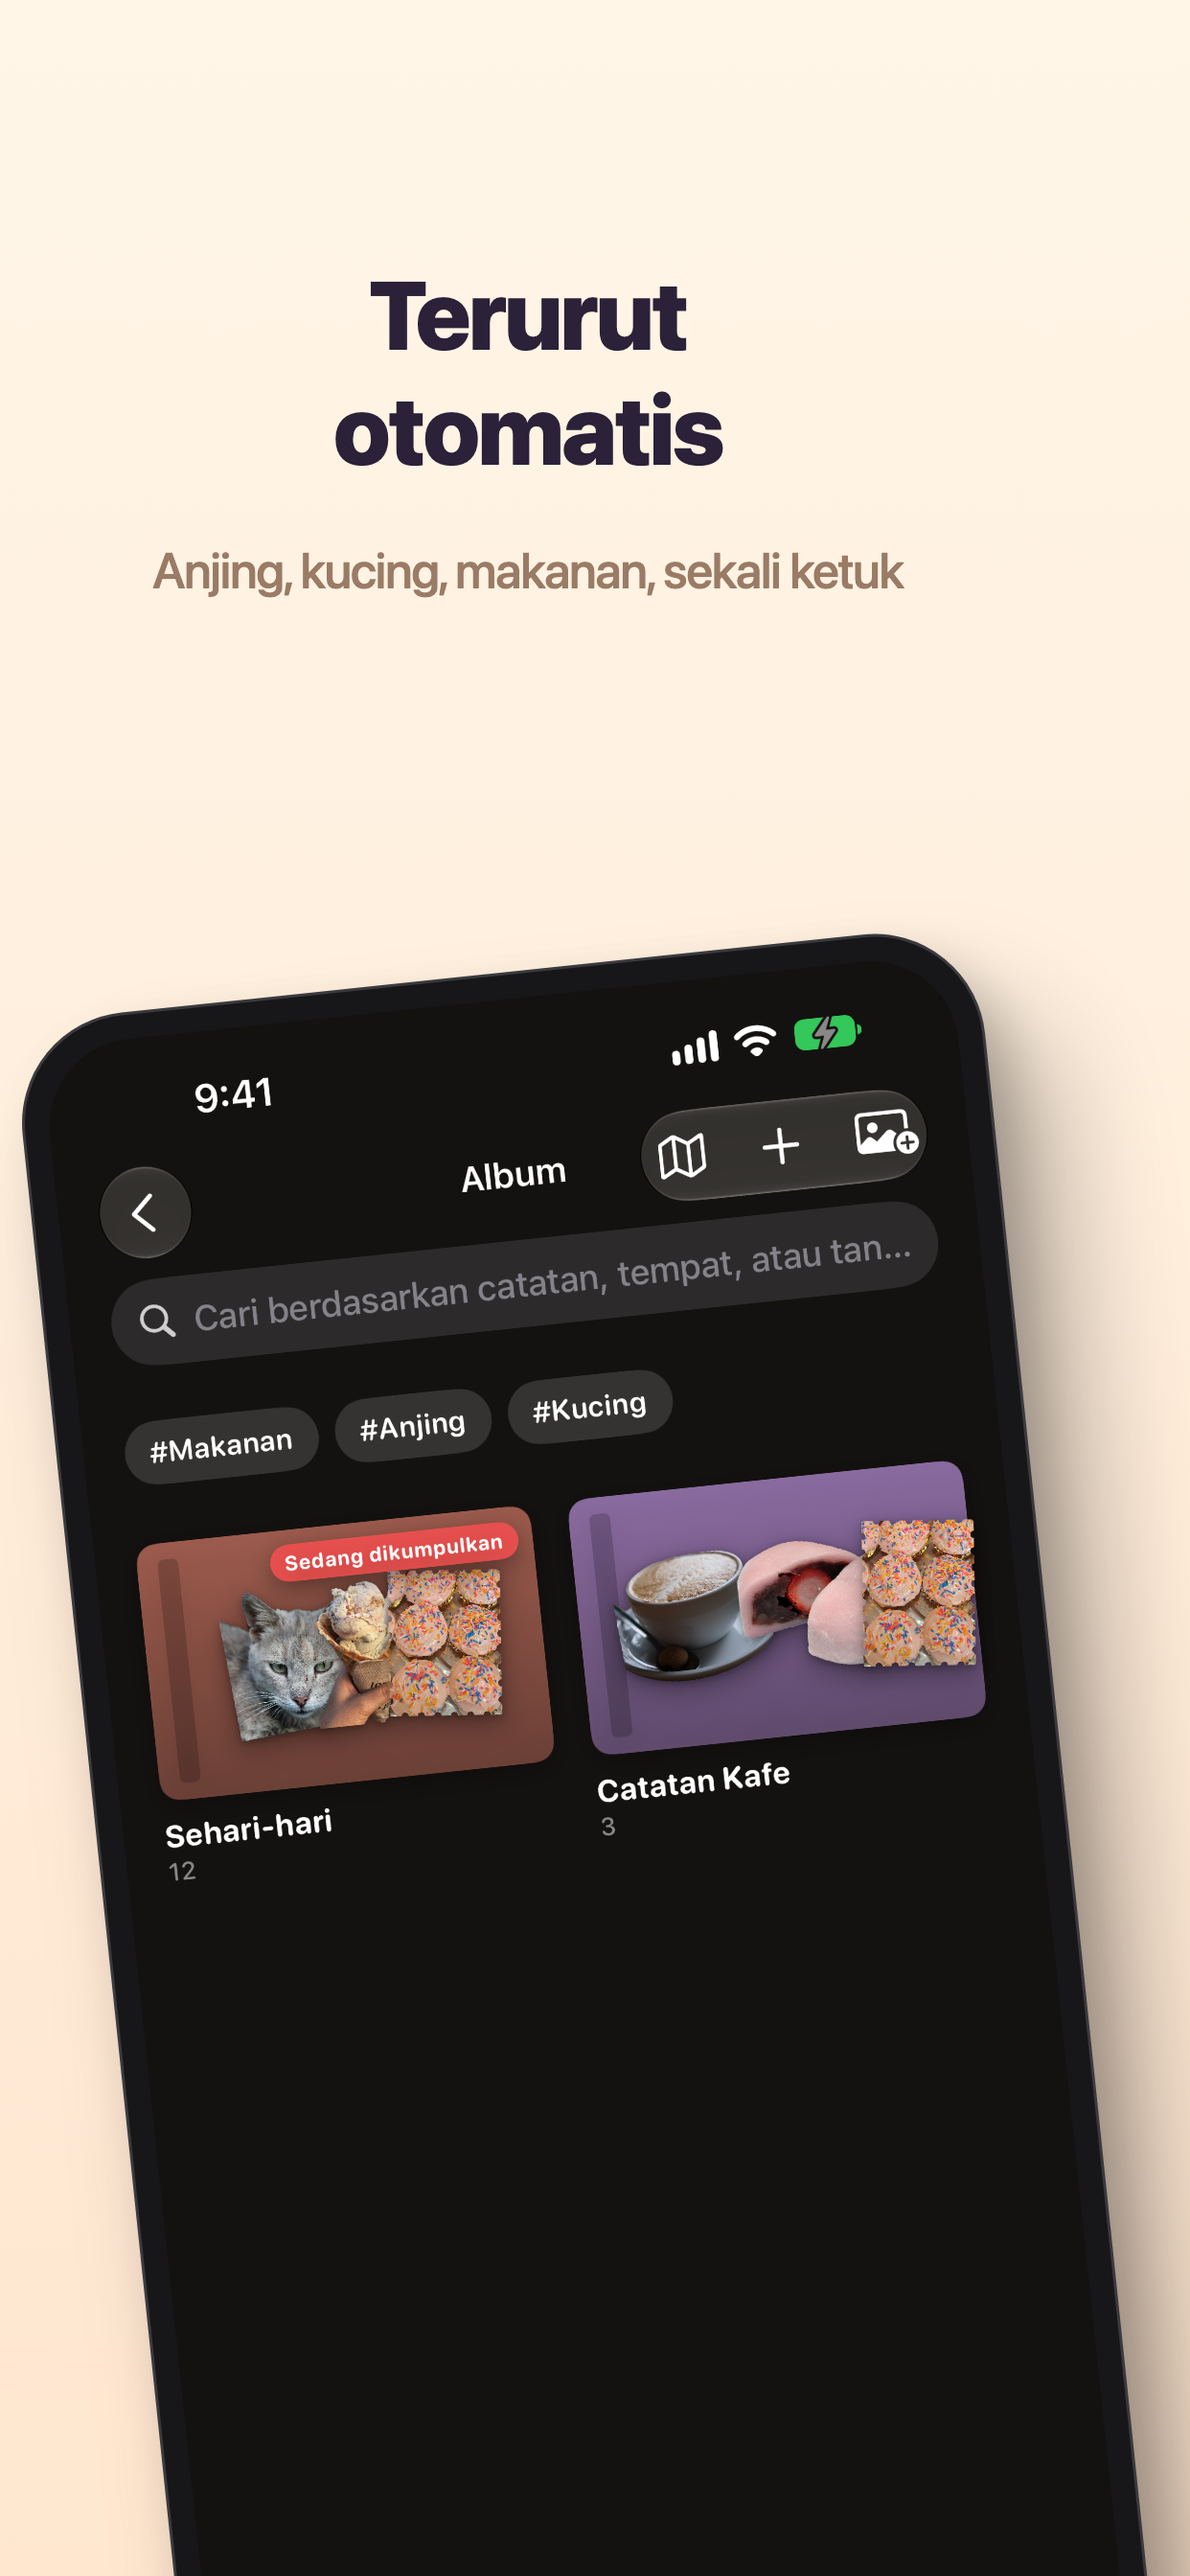 Terurut
otomatis
Anjing, kucing, makanan, sekali ketuk
9:41
Album
Cari berdasarkan catatan, tempat, atau tan...
#Makanan
#Anjing
#Kucing
Sedang dikumpulkan
Sehari-hari
12
Catatan Kafe
3